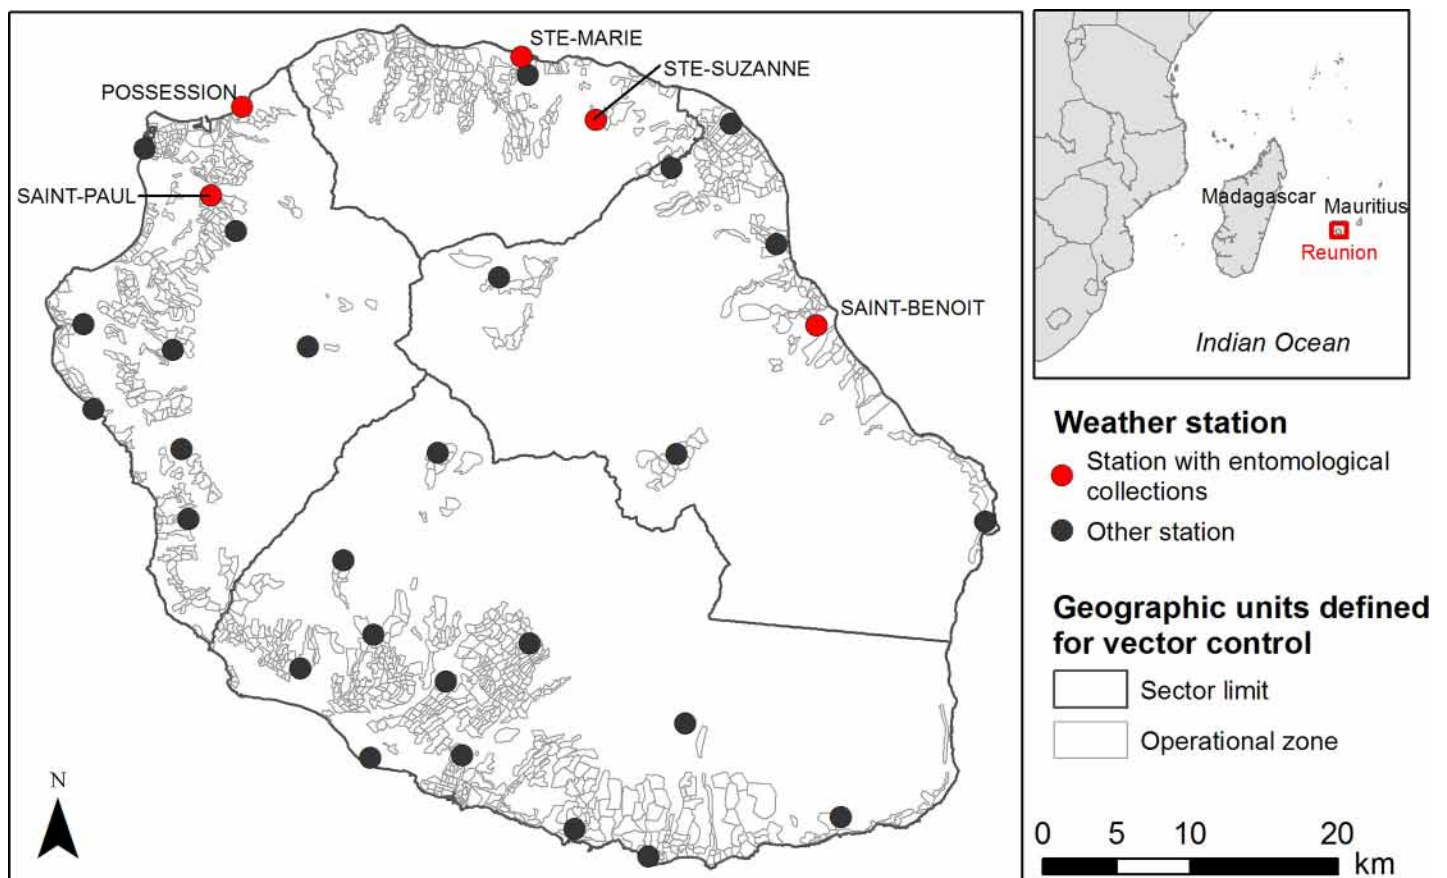 STE-MARIE
STE-SUZANNE
POSSESSION
SAINT-PAUL
SAINT-BENOIT
N
Madagascar
Mauritius
Reunion
Indian Ocean
Weather station
Station with entomological
collections
Other station
Geographic units defined
for vector control
Sector limit
Operational zone
0 5 10 20
km